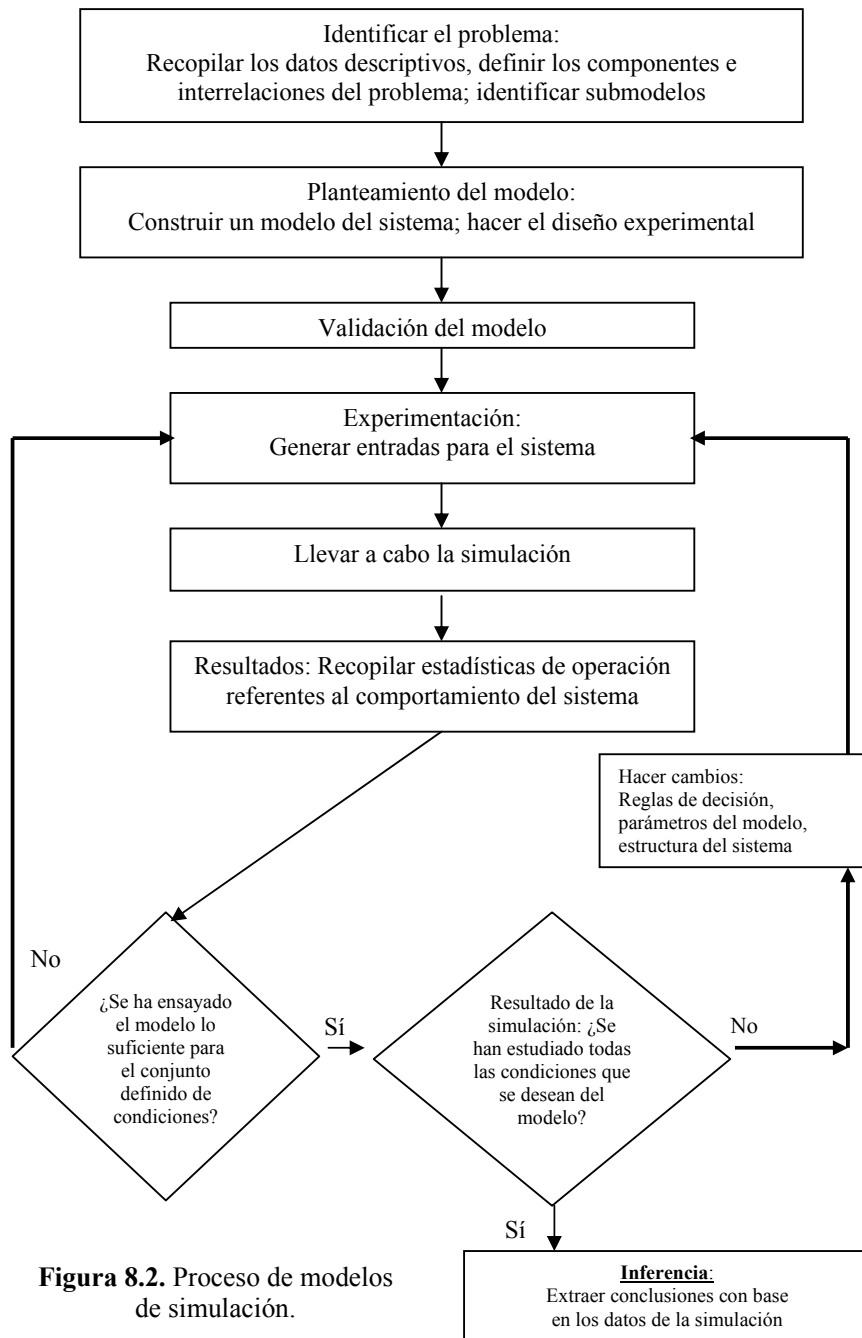 Identificar el problema:
Recopilar los datos descriptivos, definir los componentes e
interrelaciones del problema; identificar submodelos
Planteamiento del modelo:
Construir un modelo del sistema; hacer el diseño experimental
Validación del modelo
Experimentación:
Generar entradas para el sistema
Llevar a cabo la simulación
Resultados: Recopilar estadísticas de operación
referentes al comportamiento del sistema
Hacer cambios:
Reglas de decisión,
parámetros del modelo,
estructura del sistema
No
¿Se ha ensayado
el modelo lo
suficiente para
el conjunto
definido de
condiciones?
Sí
Resultado de la
simulación: ¿Se
han estudiado todas
las condiciones que
se desean del
modelo?
No
Sí
Figura 8.2. Proceso de modelos
de simulación.
Inferencia:
Extraer conclusiones con base
en los datos de la simulación